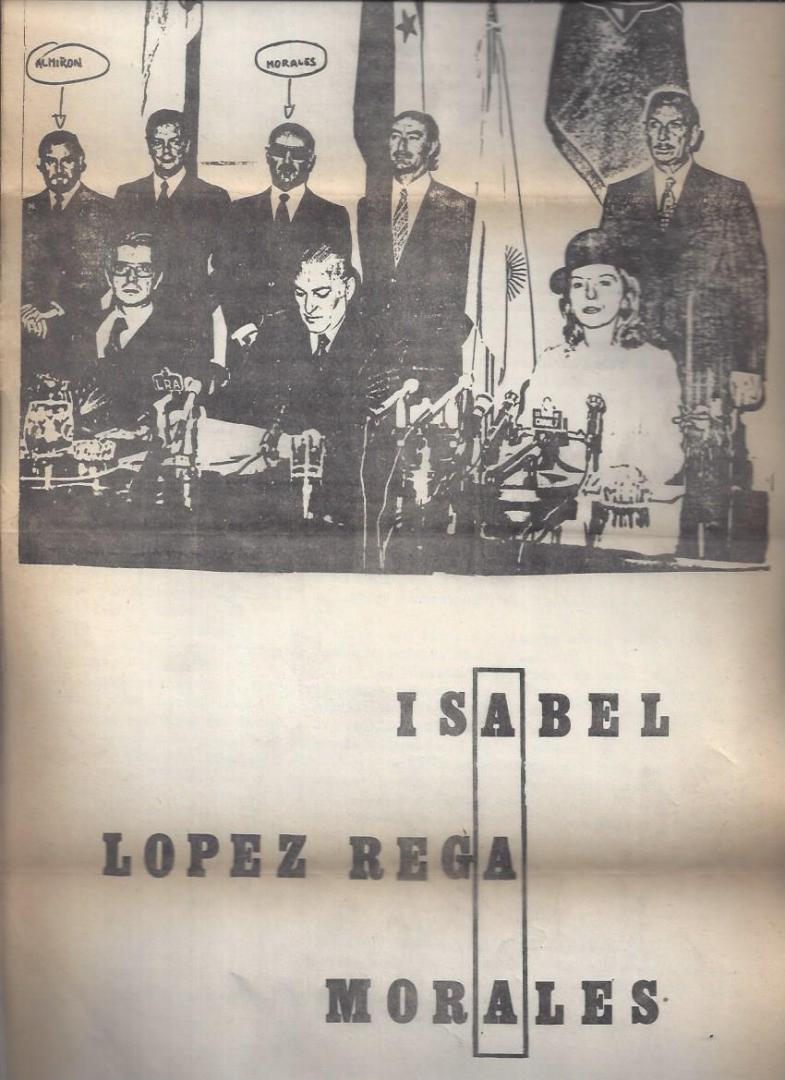 ALMIRON
MORALES
LRA
ISABEL
LOPEZ REGA
MORALES